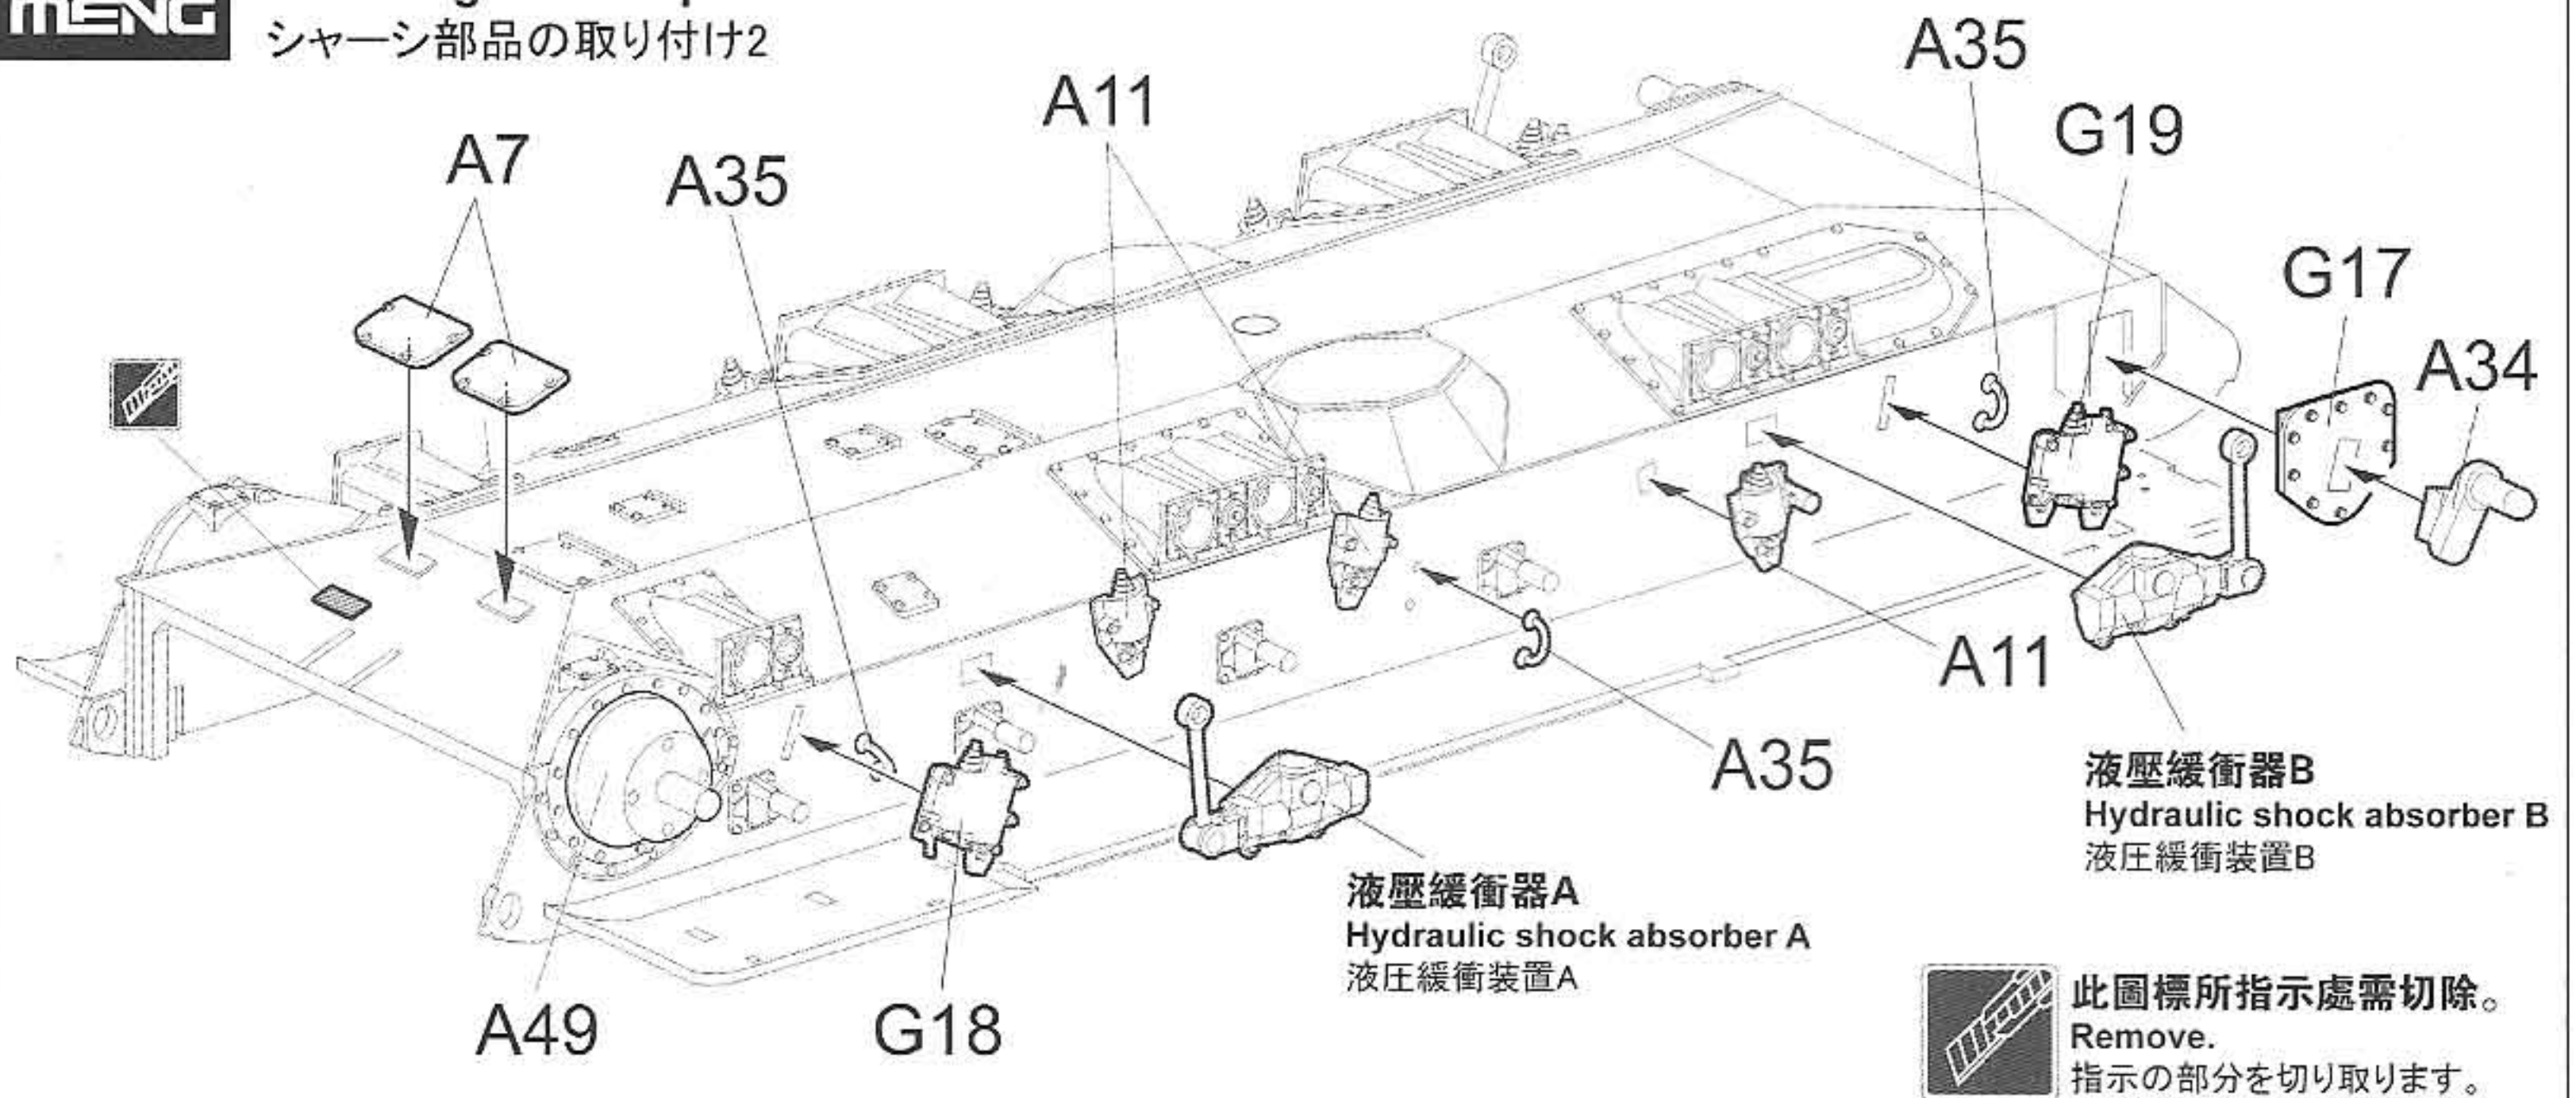 MENG
シャーシ部品の取り付け2
A7
A35
A11
A35
G19
G17
A34
A11
A35
A49
G18
液壓緩衝器A
Hydraulic shock absorber A
液圧緩衝装置A
液壓緩衝器B
Hydraulic shock absorber B
液圧緩衝装置B
此圖標所指示處需切除。
Remove.
指示の部分を切り取ります。